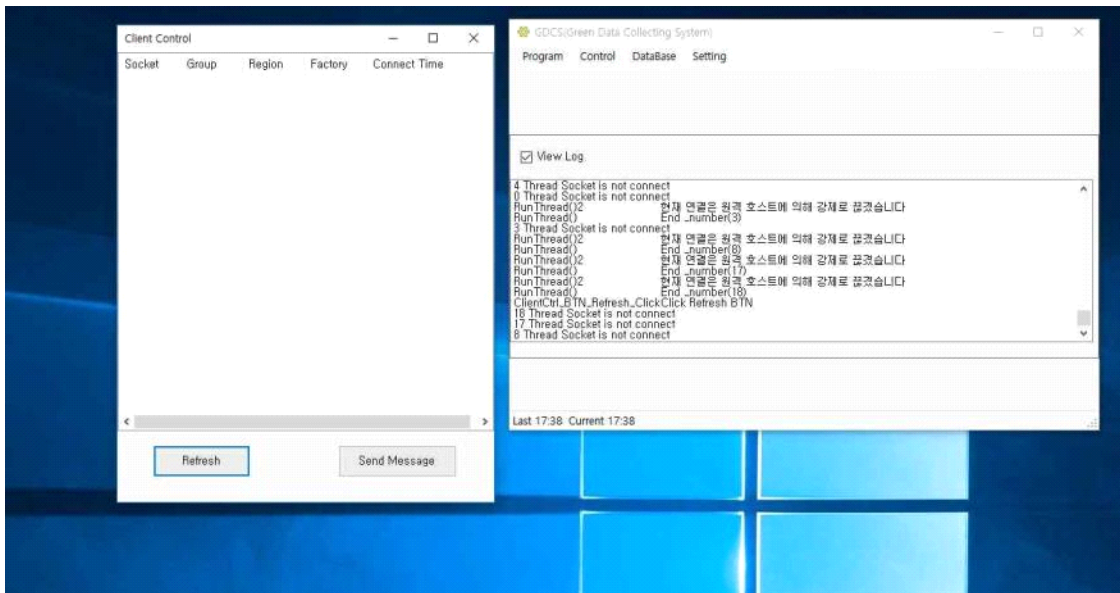 Client Control
Socket Group Region Factory Connect Time
Refresh Send Message
GDCS(Green Data Collecting System)
Program Control DataBase Setting
View Log
4 Thread Socket is not connect
0 Thread Socket is not connect
RunThread()2 현재 연결은 원격 호스트에 의해 강제로 끊겼습니다
RunThread() End _number(3)
3 Thread Socket is not connect
RunThread()2 현재 연결은 원격 호스트에 의해 강제로 끊겼습니다
RunThread() End _number(8)
RunThread()2 현재 연결은 원격 호스트에 의해 강제로 끊겼습니다
RunThread() End _number(17)
RunThread()2 현재 연결은 원격 호스트에 의해 강제로 끊겼습니다
RunThread() End _number(18)
ClientCtrl_BTN_Refresh_ClickClick Refresh BTN
18 Thread Socket is not connect
17 Thread Socket is not connect
8 Thread Socket is not connect
Last 17:38 Current 17:38